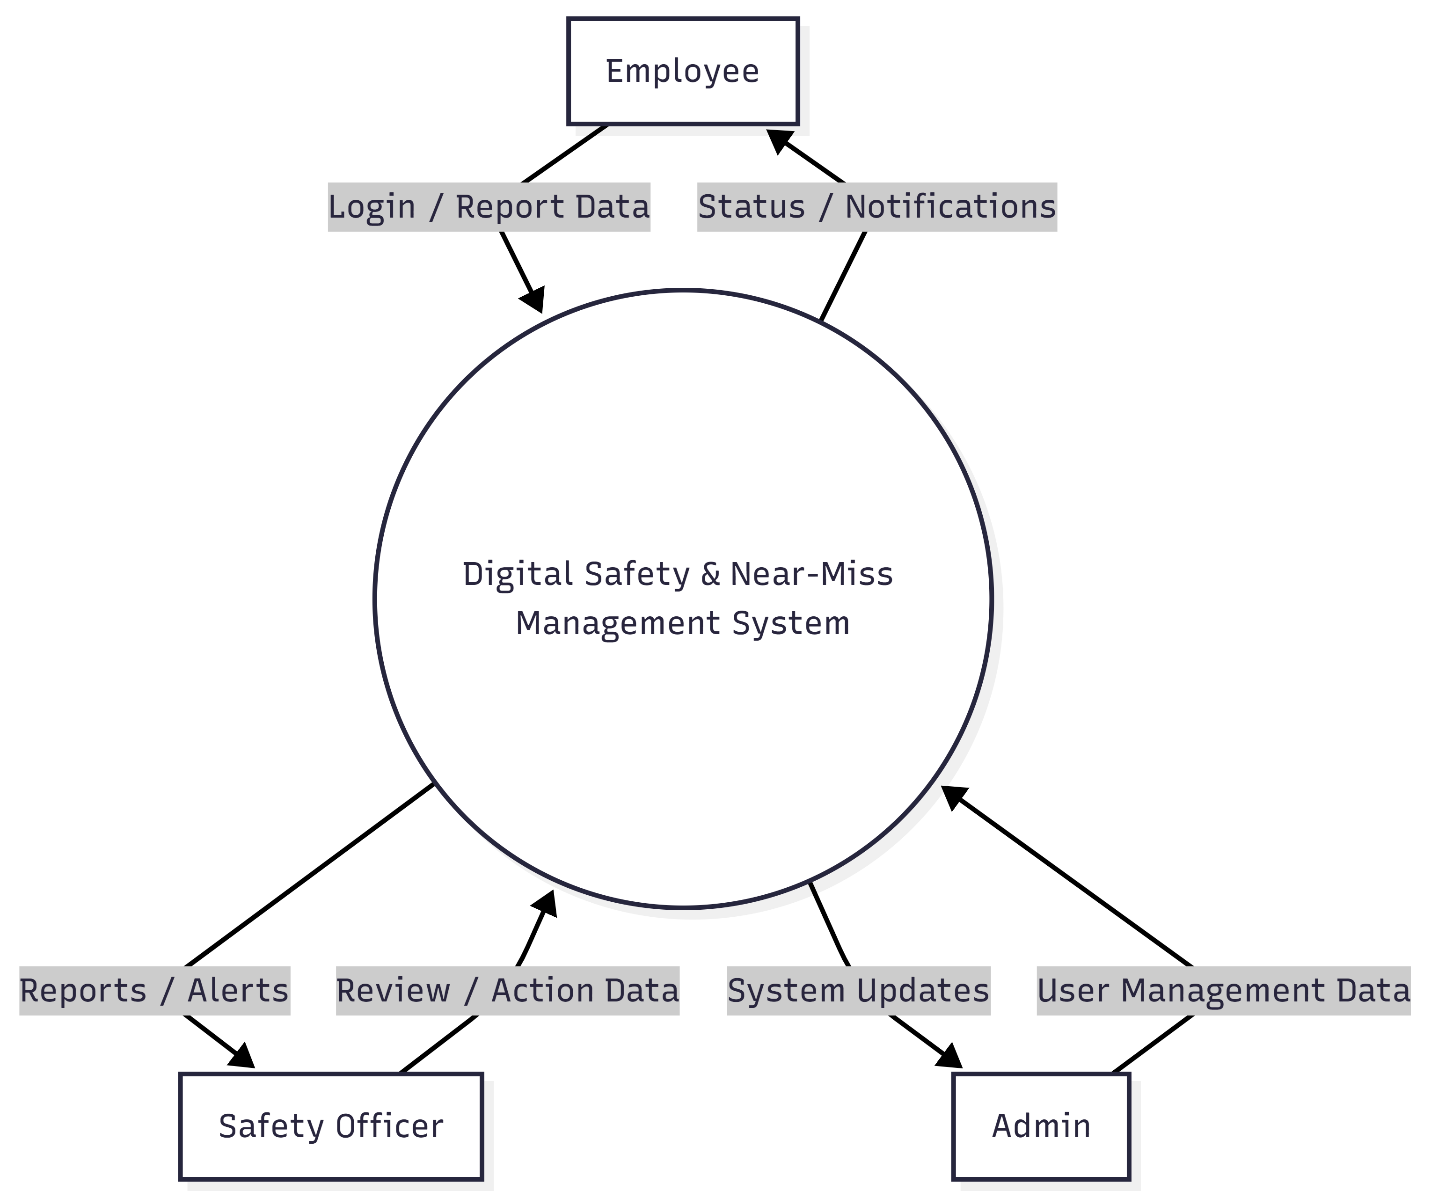 Employee
Login / Report Data
Status / Notifications
Digital Safety & Near-Miss
Management System
Reports / Alerts
Review / Action Data
System Updates
User Management Data
Safety Officer
Admin